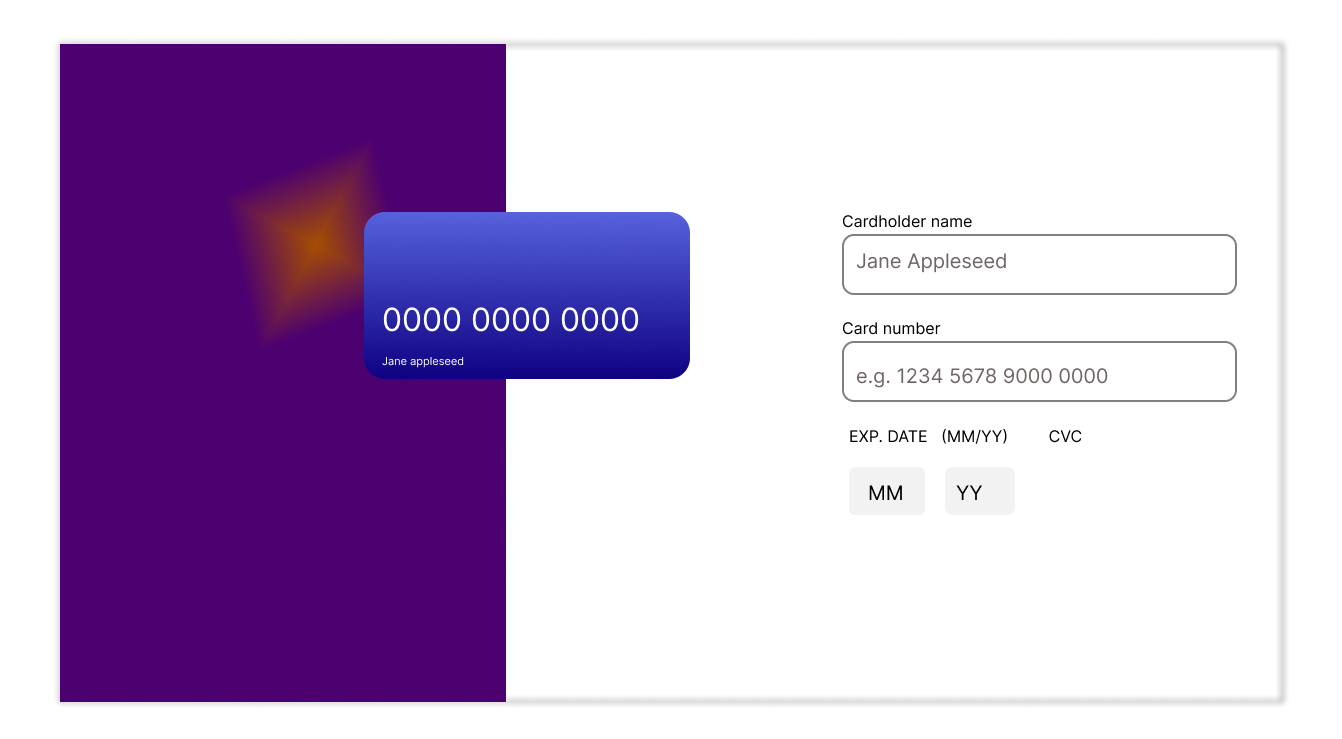 0000 0000 0000
Jane appleseed
Cardholder name
Jane Appleseed
Card number
e.g. 1234 5678 9000 0000
EXP. DATE (MM/YY) CVC
MM YY